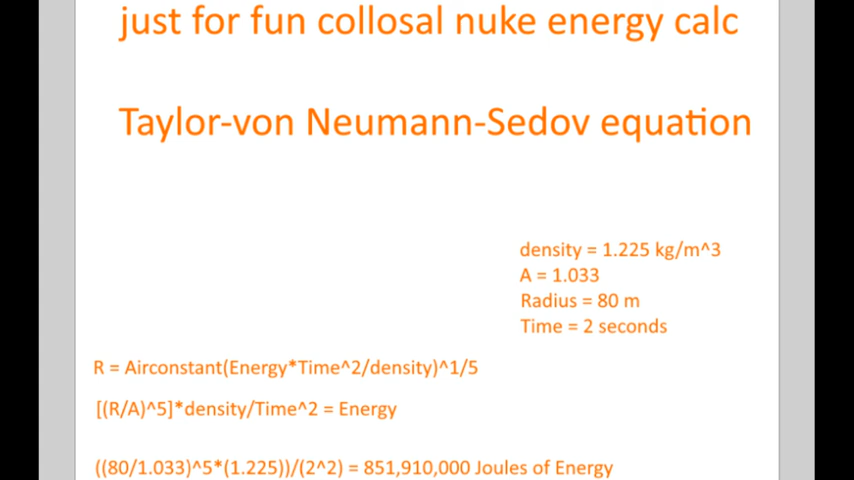 just for fun collosal nuke energy calc
Taylor-von Neumann-Sedov equation
density = 1.225 kg/m^3
A = 1.033
Radius = 80 m
Time = 2 seconds
R = Airconstant(Energy*Time^2/density)^1/5
[(R/A)^5]*density/Time^2 = Energy
((80/1.033)^5*(1.225))/(2^2) = 851,910,000 Joules of Energy